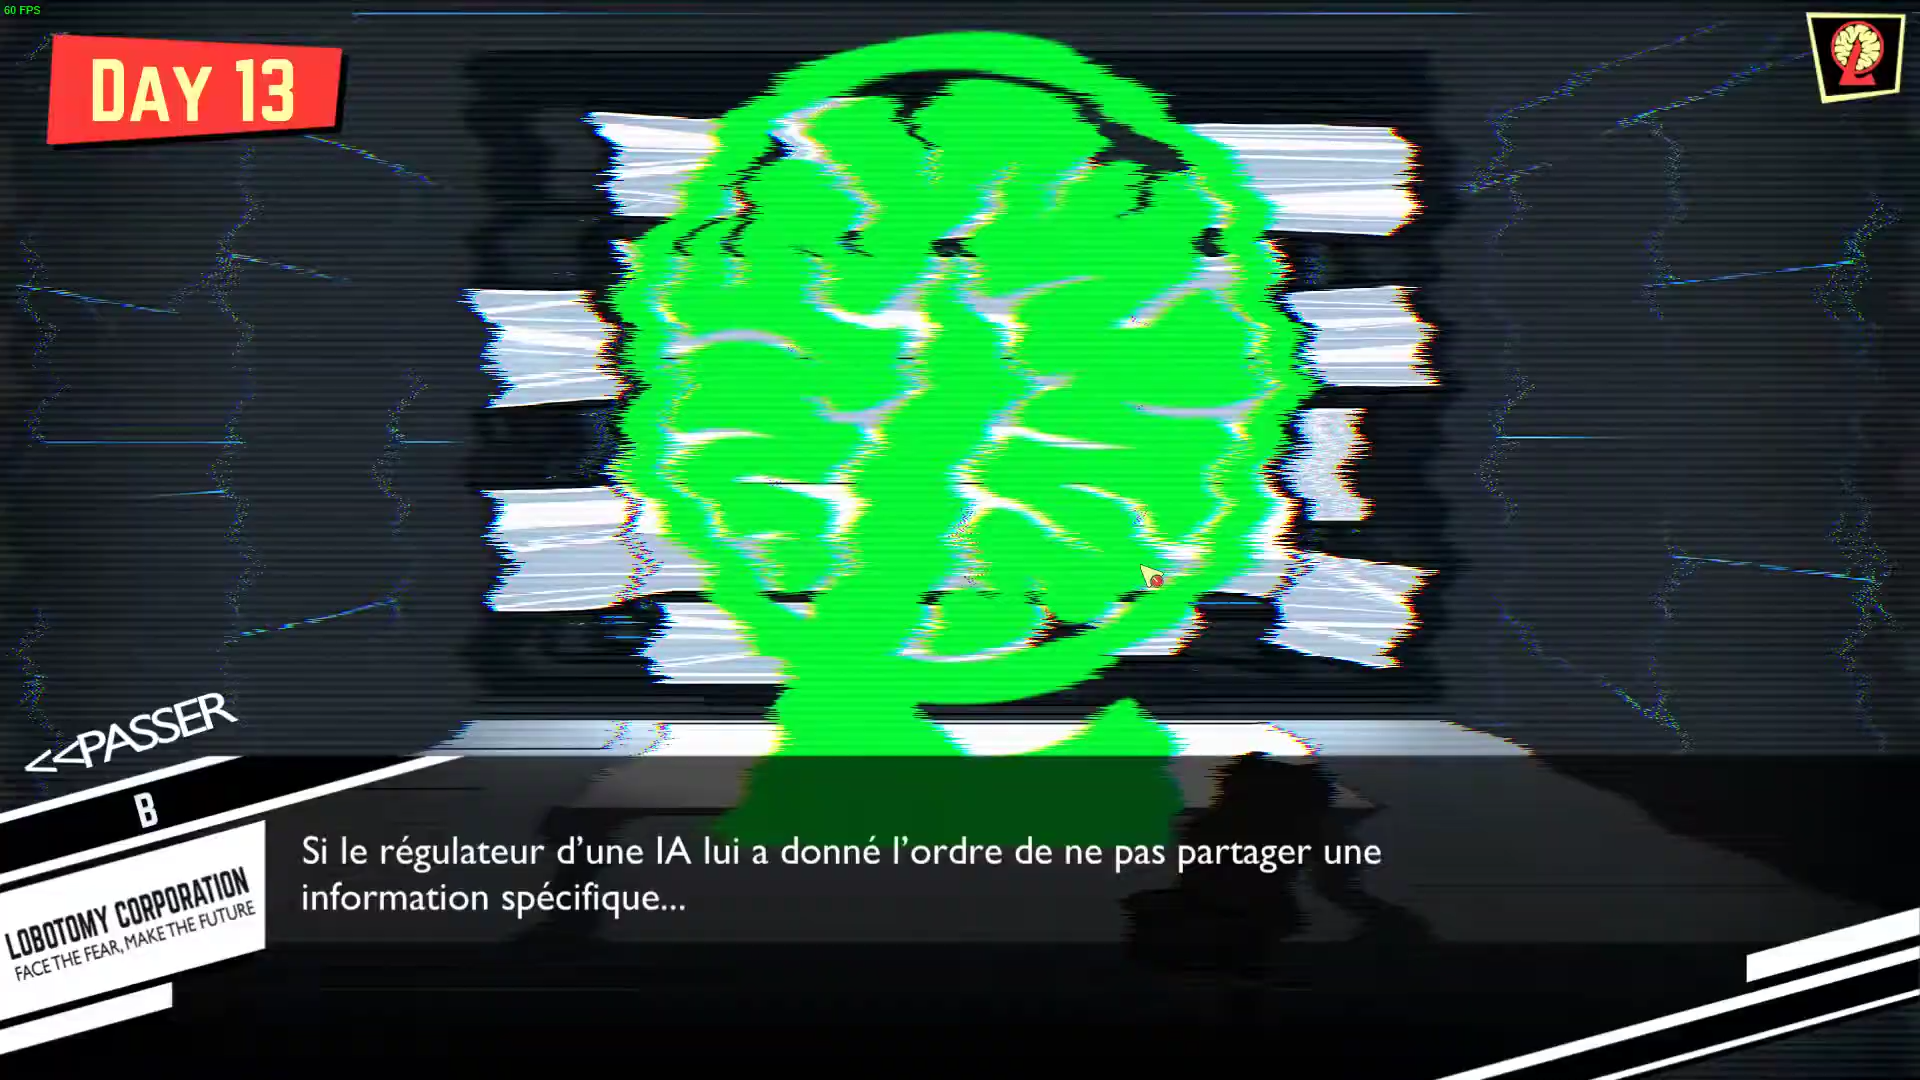 60 FPS
DAY 13
<<PASSER
B
Si le régulateur d’une IA lui a donné l’ordre de ne pas partager une
information spécifique...
LOBOTOMY CORPORATION
FACE THE FEAR, MAKE THE FUTURE